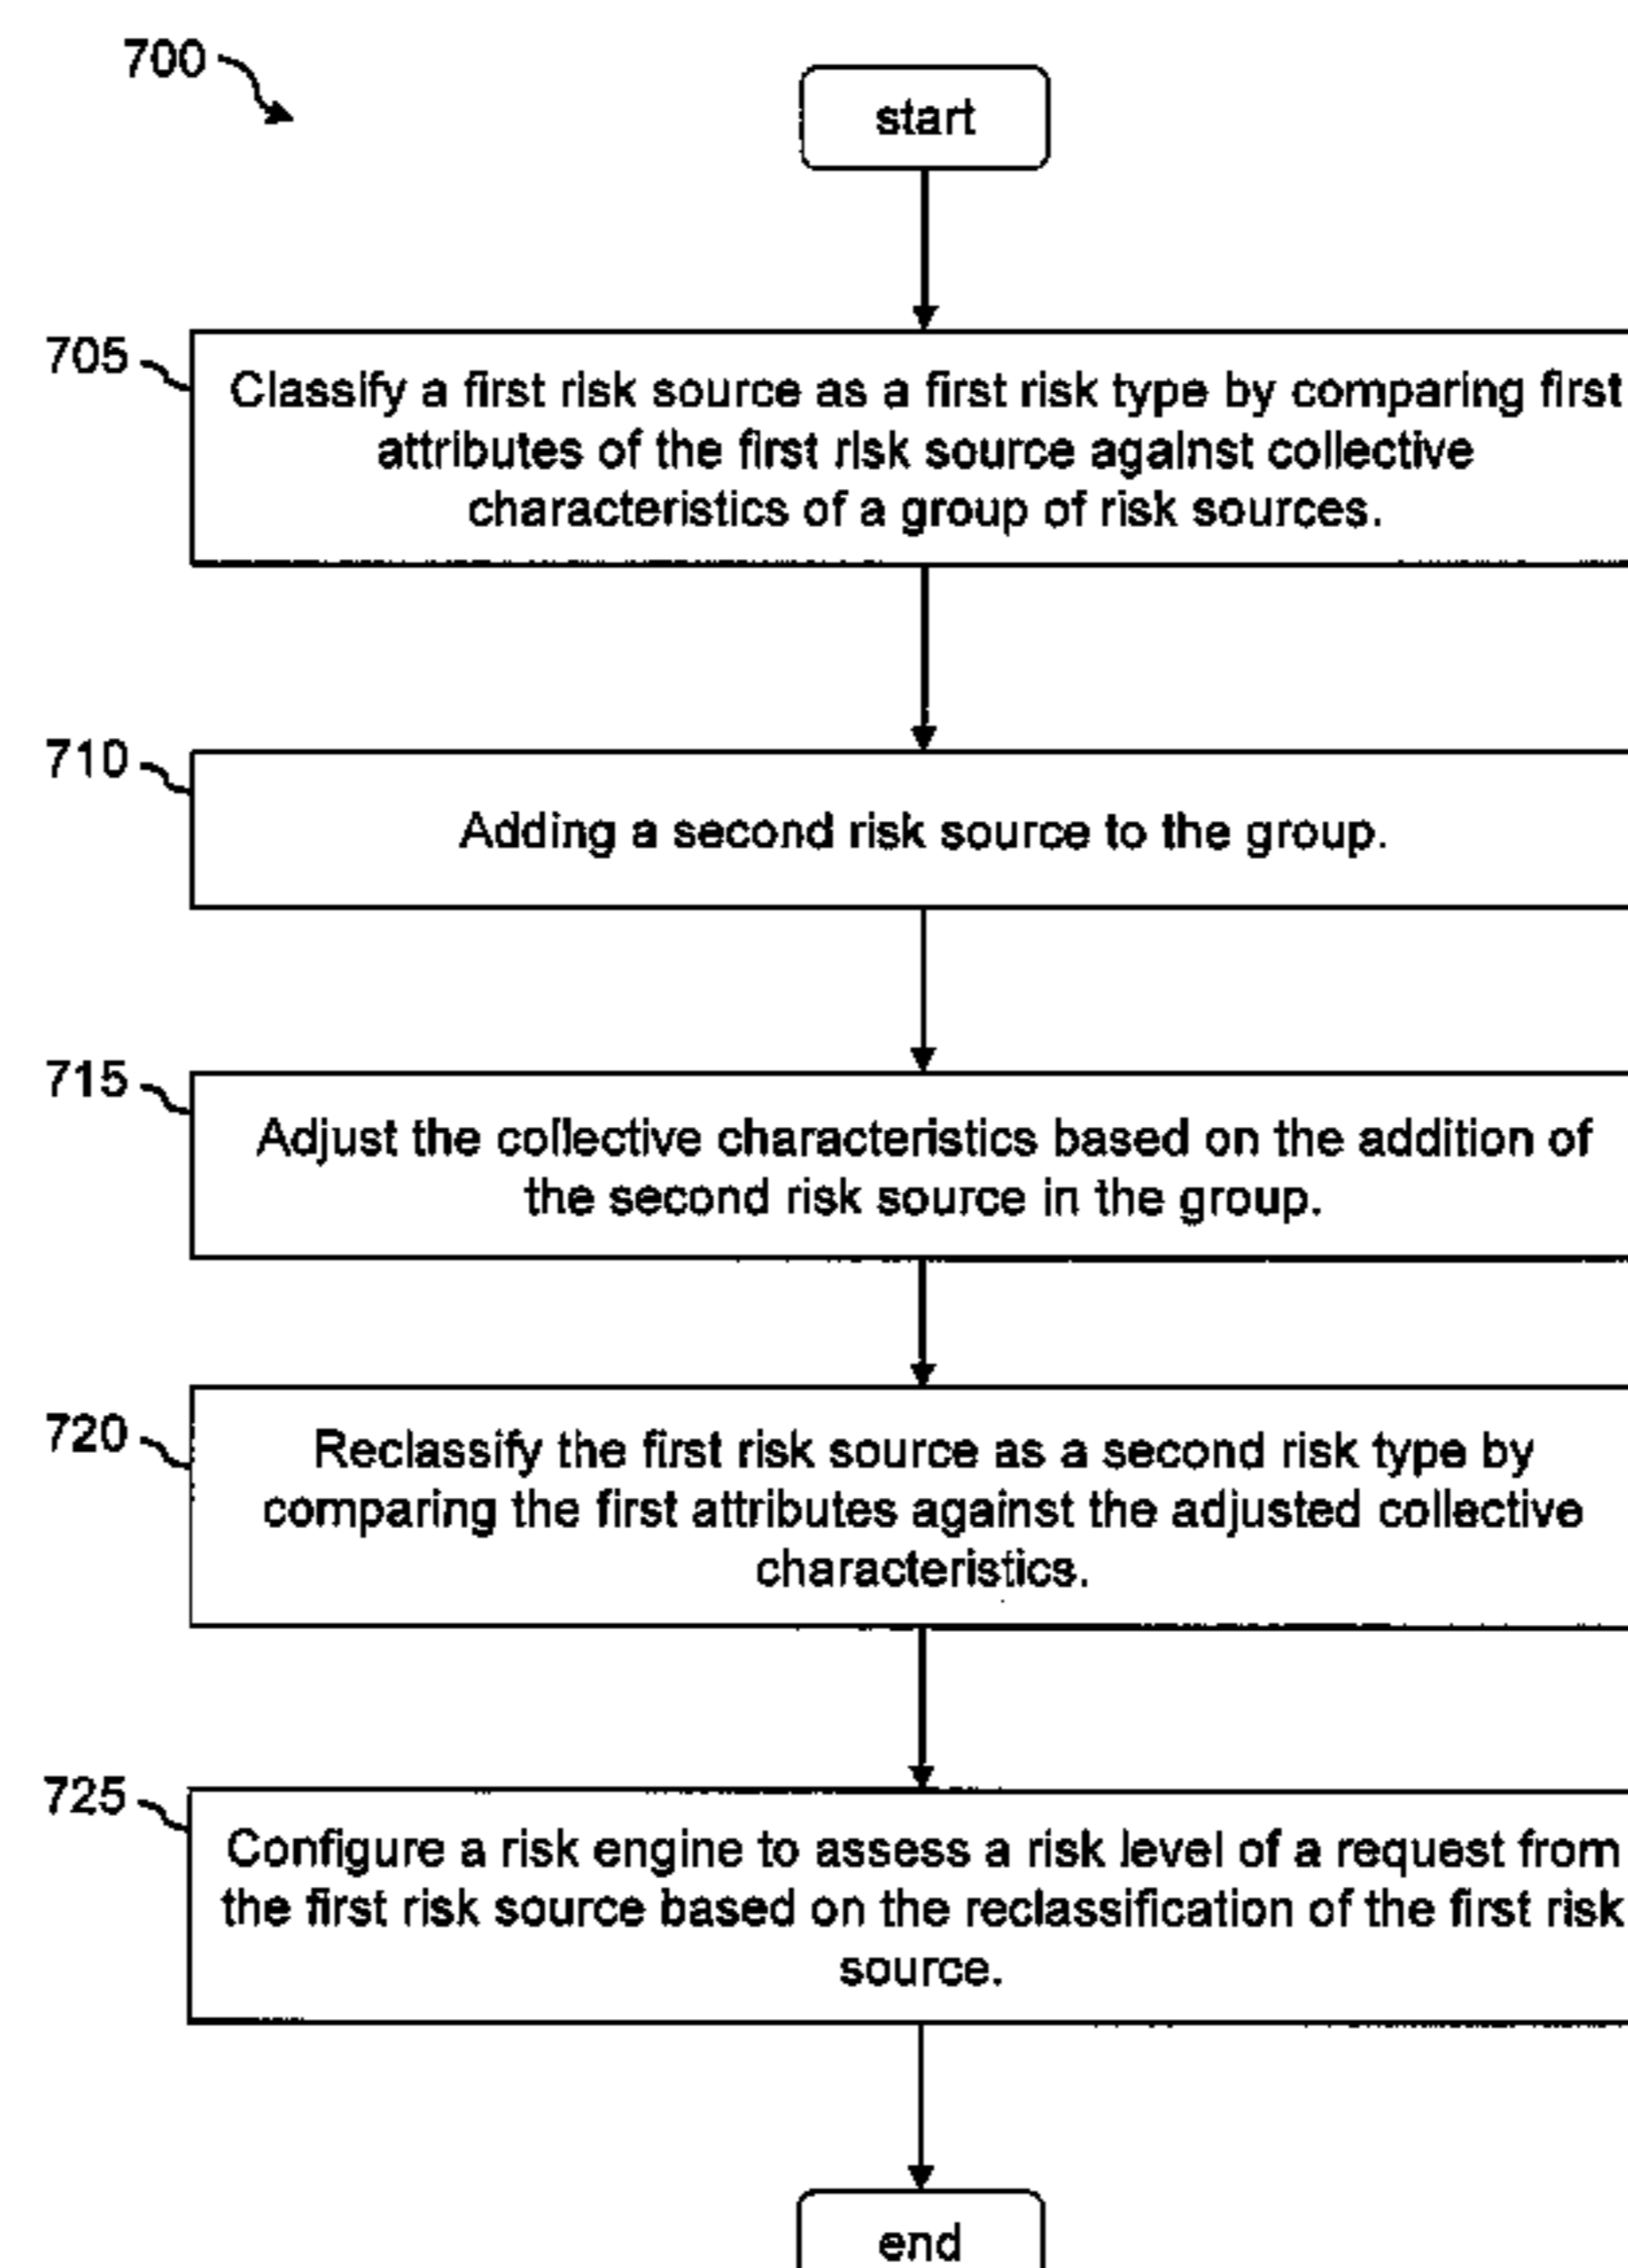 700
start
705
Classify a first risk source as a first risk type by comparing first
attributes of the first risk source against collective
characteristics of a group of risk sources.
710
Adding a second risk source to the group.
715
Adjust the collective characteristics based on the addition of
the second risk source in the group.
720
Reclassify the first risk source as a second risk type by
comparing the first attributes against the adjusted collective
characteristics.
725
Configure a risk engine to assess a risk level of a request from
the first risk source based on the reclassification of the first risk
source.
end